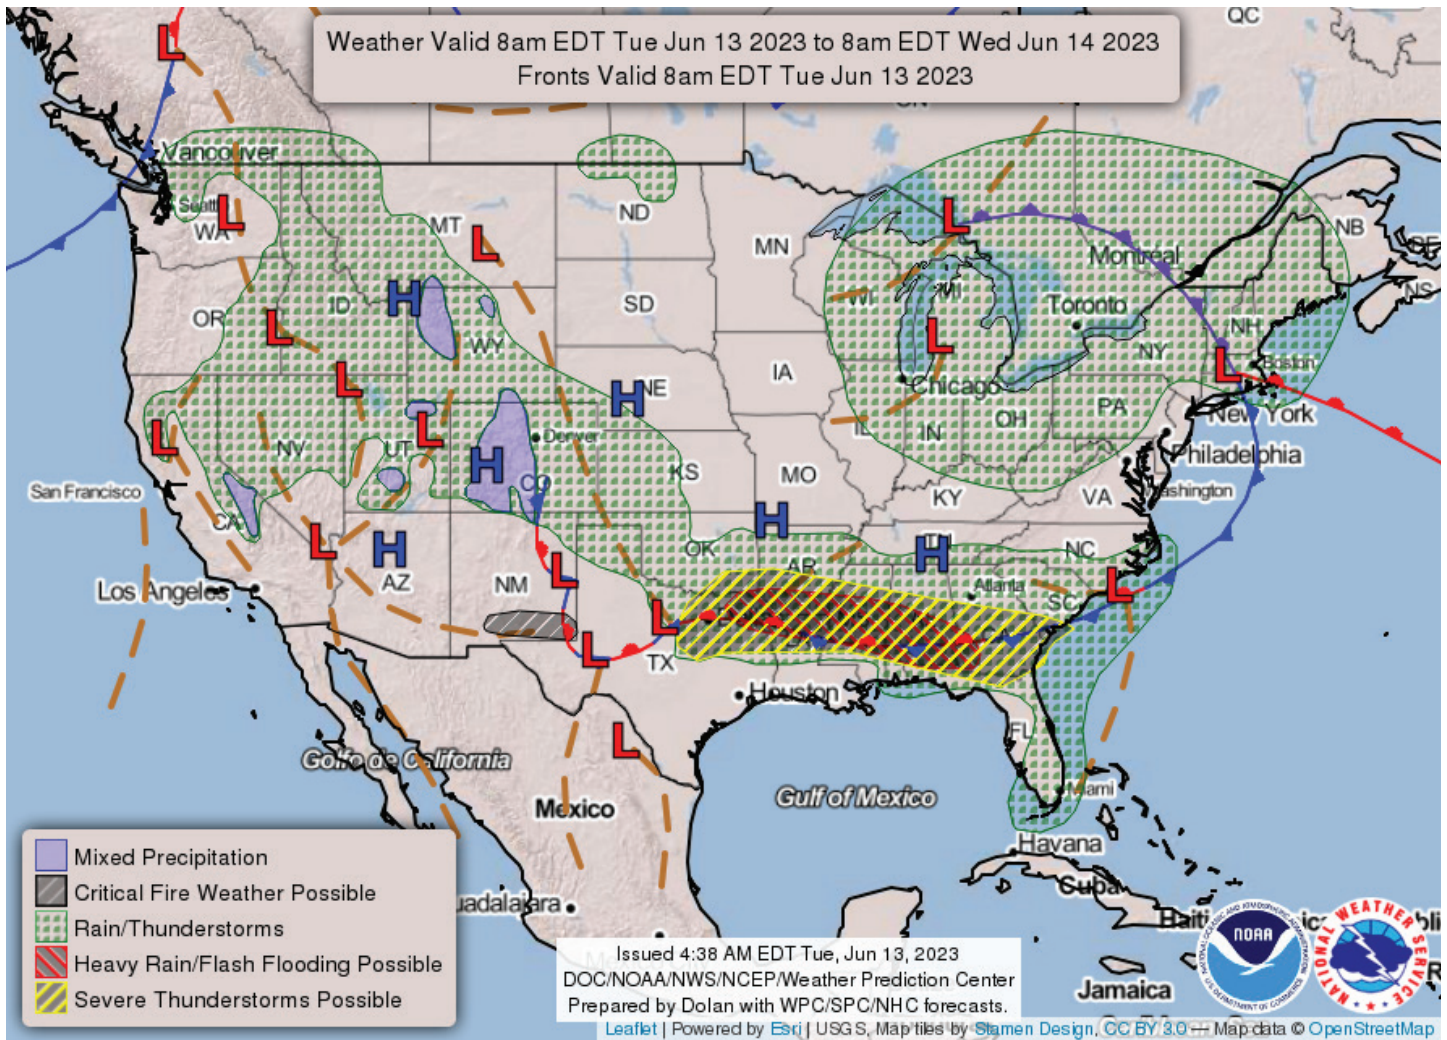 QC
Weather Valid 8am EDT Tue Jun 13 2023 to 8am EDT Wed Jun 14 2023
Fronts Valid 8am EDT Tue Jun 13 2023
L
Vancouver
Seattle
L
WA
MT
L
ND
MN
L
Montreal
NB
NS
OR
L
ID
H
WY
SD
WI
MI
L
Toronto
NH
NY
L
Boston
L
H
NE
IA
Chicago
PA
New York
L
NV
UT
L
H
Denver
CO
KS
MO
IL
IN
OH
Philadelphia
San Francisco
CA
KY
VA
Washington
L
H
AZ
NM
L
OK
H
AR
TN
H
NC
Los Angeles
Atlanta
SC
L
L
L
TX
GA
Houston
FL
L
Golfo de California
Mexico
Gulf of Mexico
Miami
Havana
Cuba
Mixed Precipitation
Critical Fire Weather Possible
Rain/Thunderstorms
Heavy Rain/Flash Flooding Possible
Severe Thunderstorms Possible
Issued 4:38 AM EDT Tue, Jun 13, 2023
DOC/NOAA/NWS/NCEP/Weather Prediction Center
Prepared by Dolan with WPC/SPC/NHC forecasts.
Jamaica
NOAA
NATIONAL WEATHER SERVICE
Leaflet | Powered by Esri | USGS, Map tiles by Stamen Design, CC BY 3.0 — Map data © OpenStreetMap